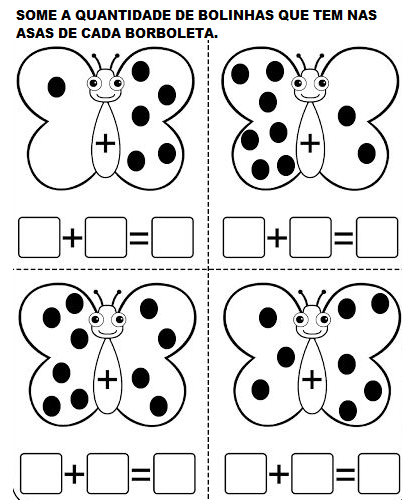 SOME A QUANTIDADE DE BOLINHAS QUE TEM NAS
ASAS DE CADA BORBOLETA.
+ +
+ = + =
+ +
+ = + =